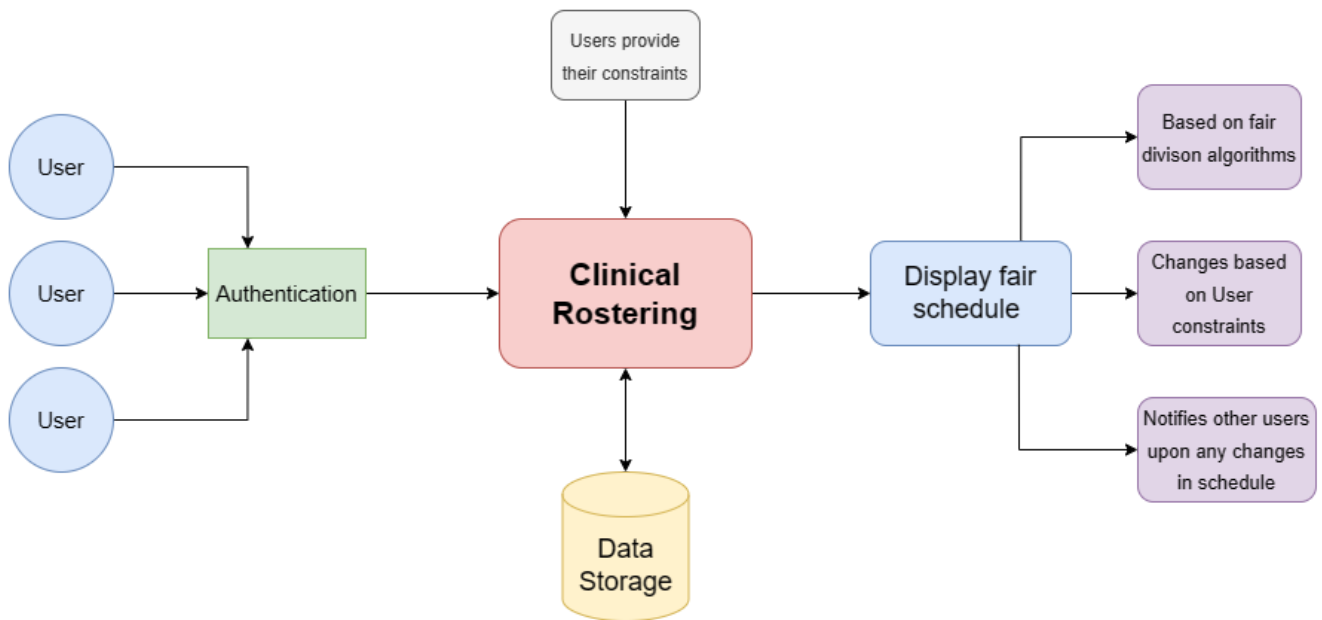 Users provide
their constraints
User
User
User
Authentication
Clinical
Rostering
Data
Storage
Display fair
schedule
Based on fair
divison algorithms
Changes based
on User
constraints
Notifies other users
upon any changes
in schedule